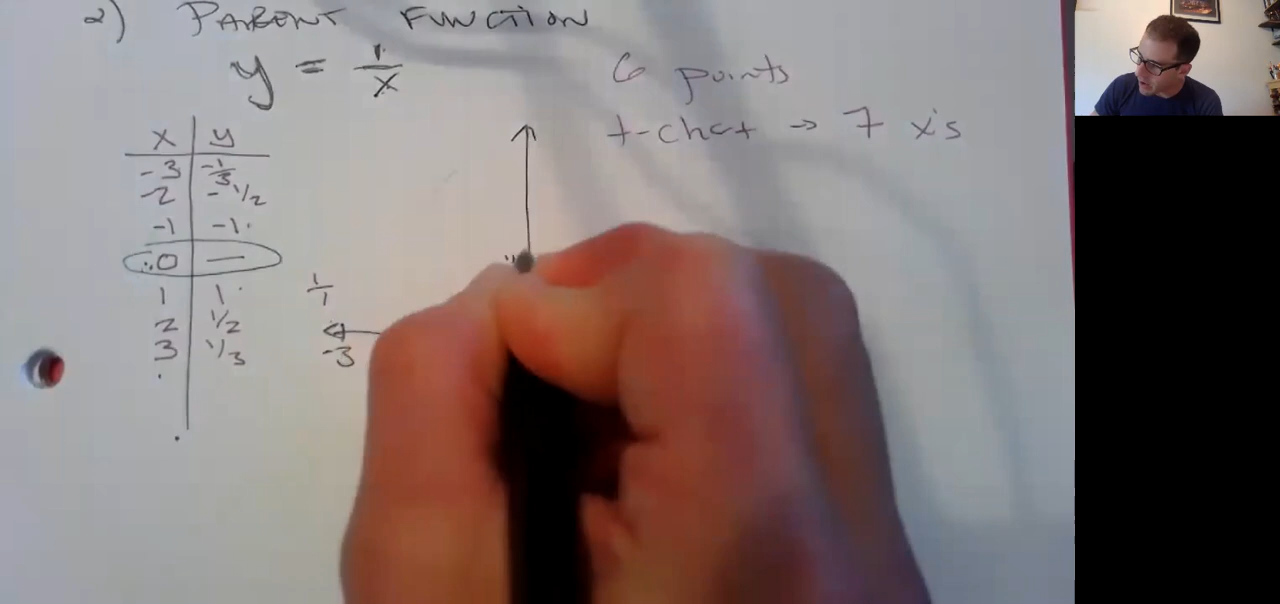 2) PARENT FUNCTION
y = 1/x
6 points
t-chat → 7 x's
x y
-3 -1/3
-2 -1/2
-1 -1
0 —
1 1
1/1
2 1/2
3 1/3
-3